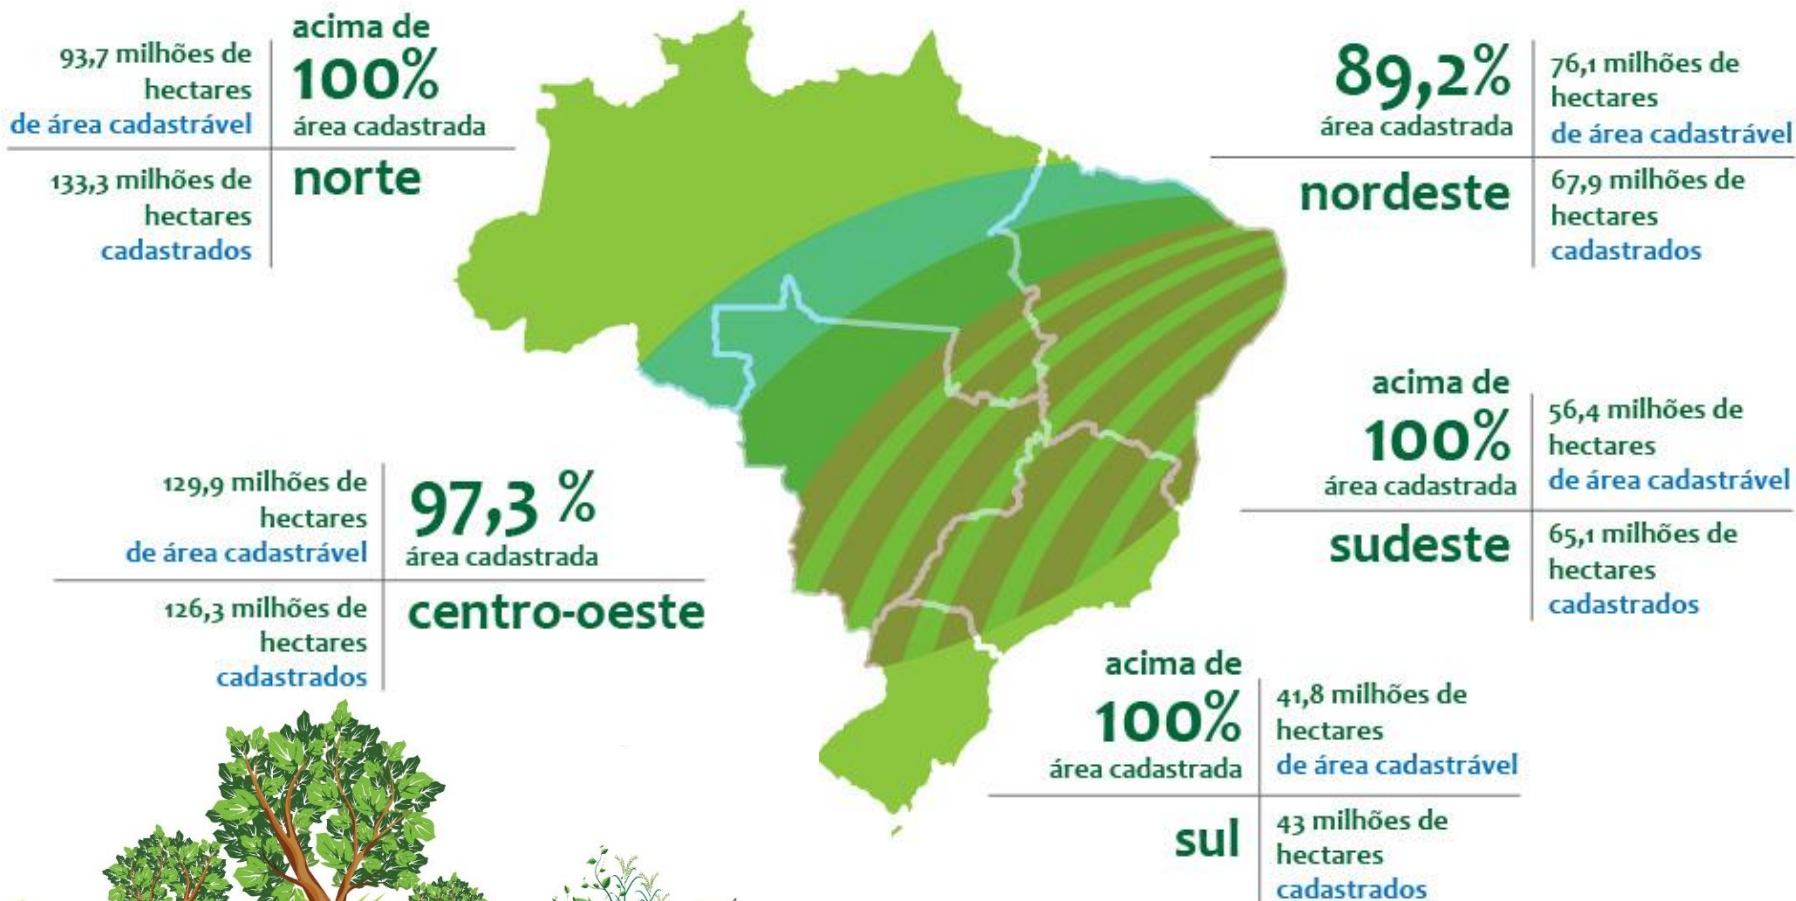 93,7 milhões de
hectares
de área cadastrável
acima de
100%
área cadastrada
133,3 milhões de
hectares
cadastrados
norte
89,2%
área cadastrada
76,1 milhões de
hectares
de área cadastrável
nordeste
67,9 milhões de
hectares
cadastrados
129,9 milhões de
hectares
de área cadastrável
97,3 %
área cadastrada
126,3 milhões de
hectares
cadastrados
centro-oeste
acima de
100%
área cadastrada
56,4 milhões de
hectares
de área cadastrável
sudeste
65,1 milhões de
hectares
cadastrados
acima de
100%
área cadastrada
41,8 milhões de
hectares
de área cadastrável
sul
43 milhões de
hectares
cadastrados